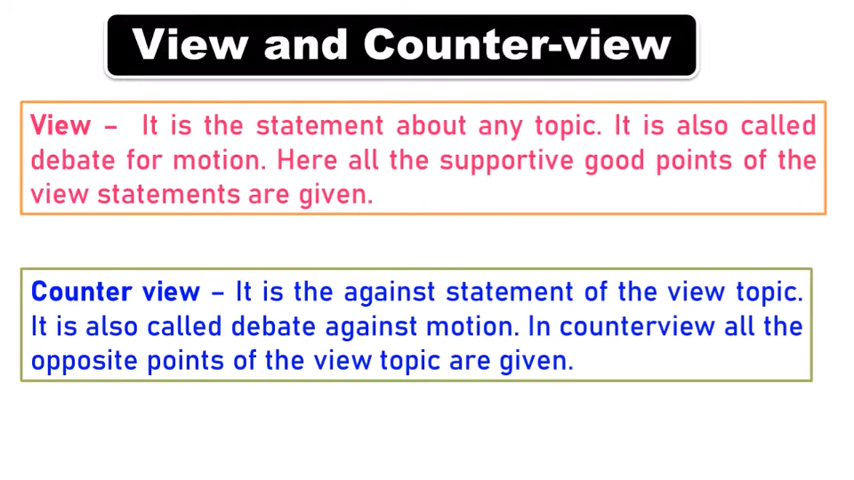 View and Counter-view
View – It is the statement about any topic. It is also called
debate for motion. Here all the supportive good points of the
view statements are given.
Counter view – It is the against statement of the view topic.
It is also called debate against motion. In counterview all the
opposite points of the view topic are given.